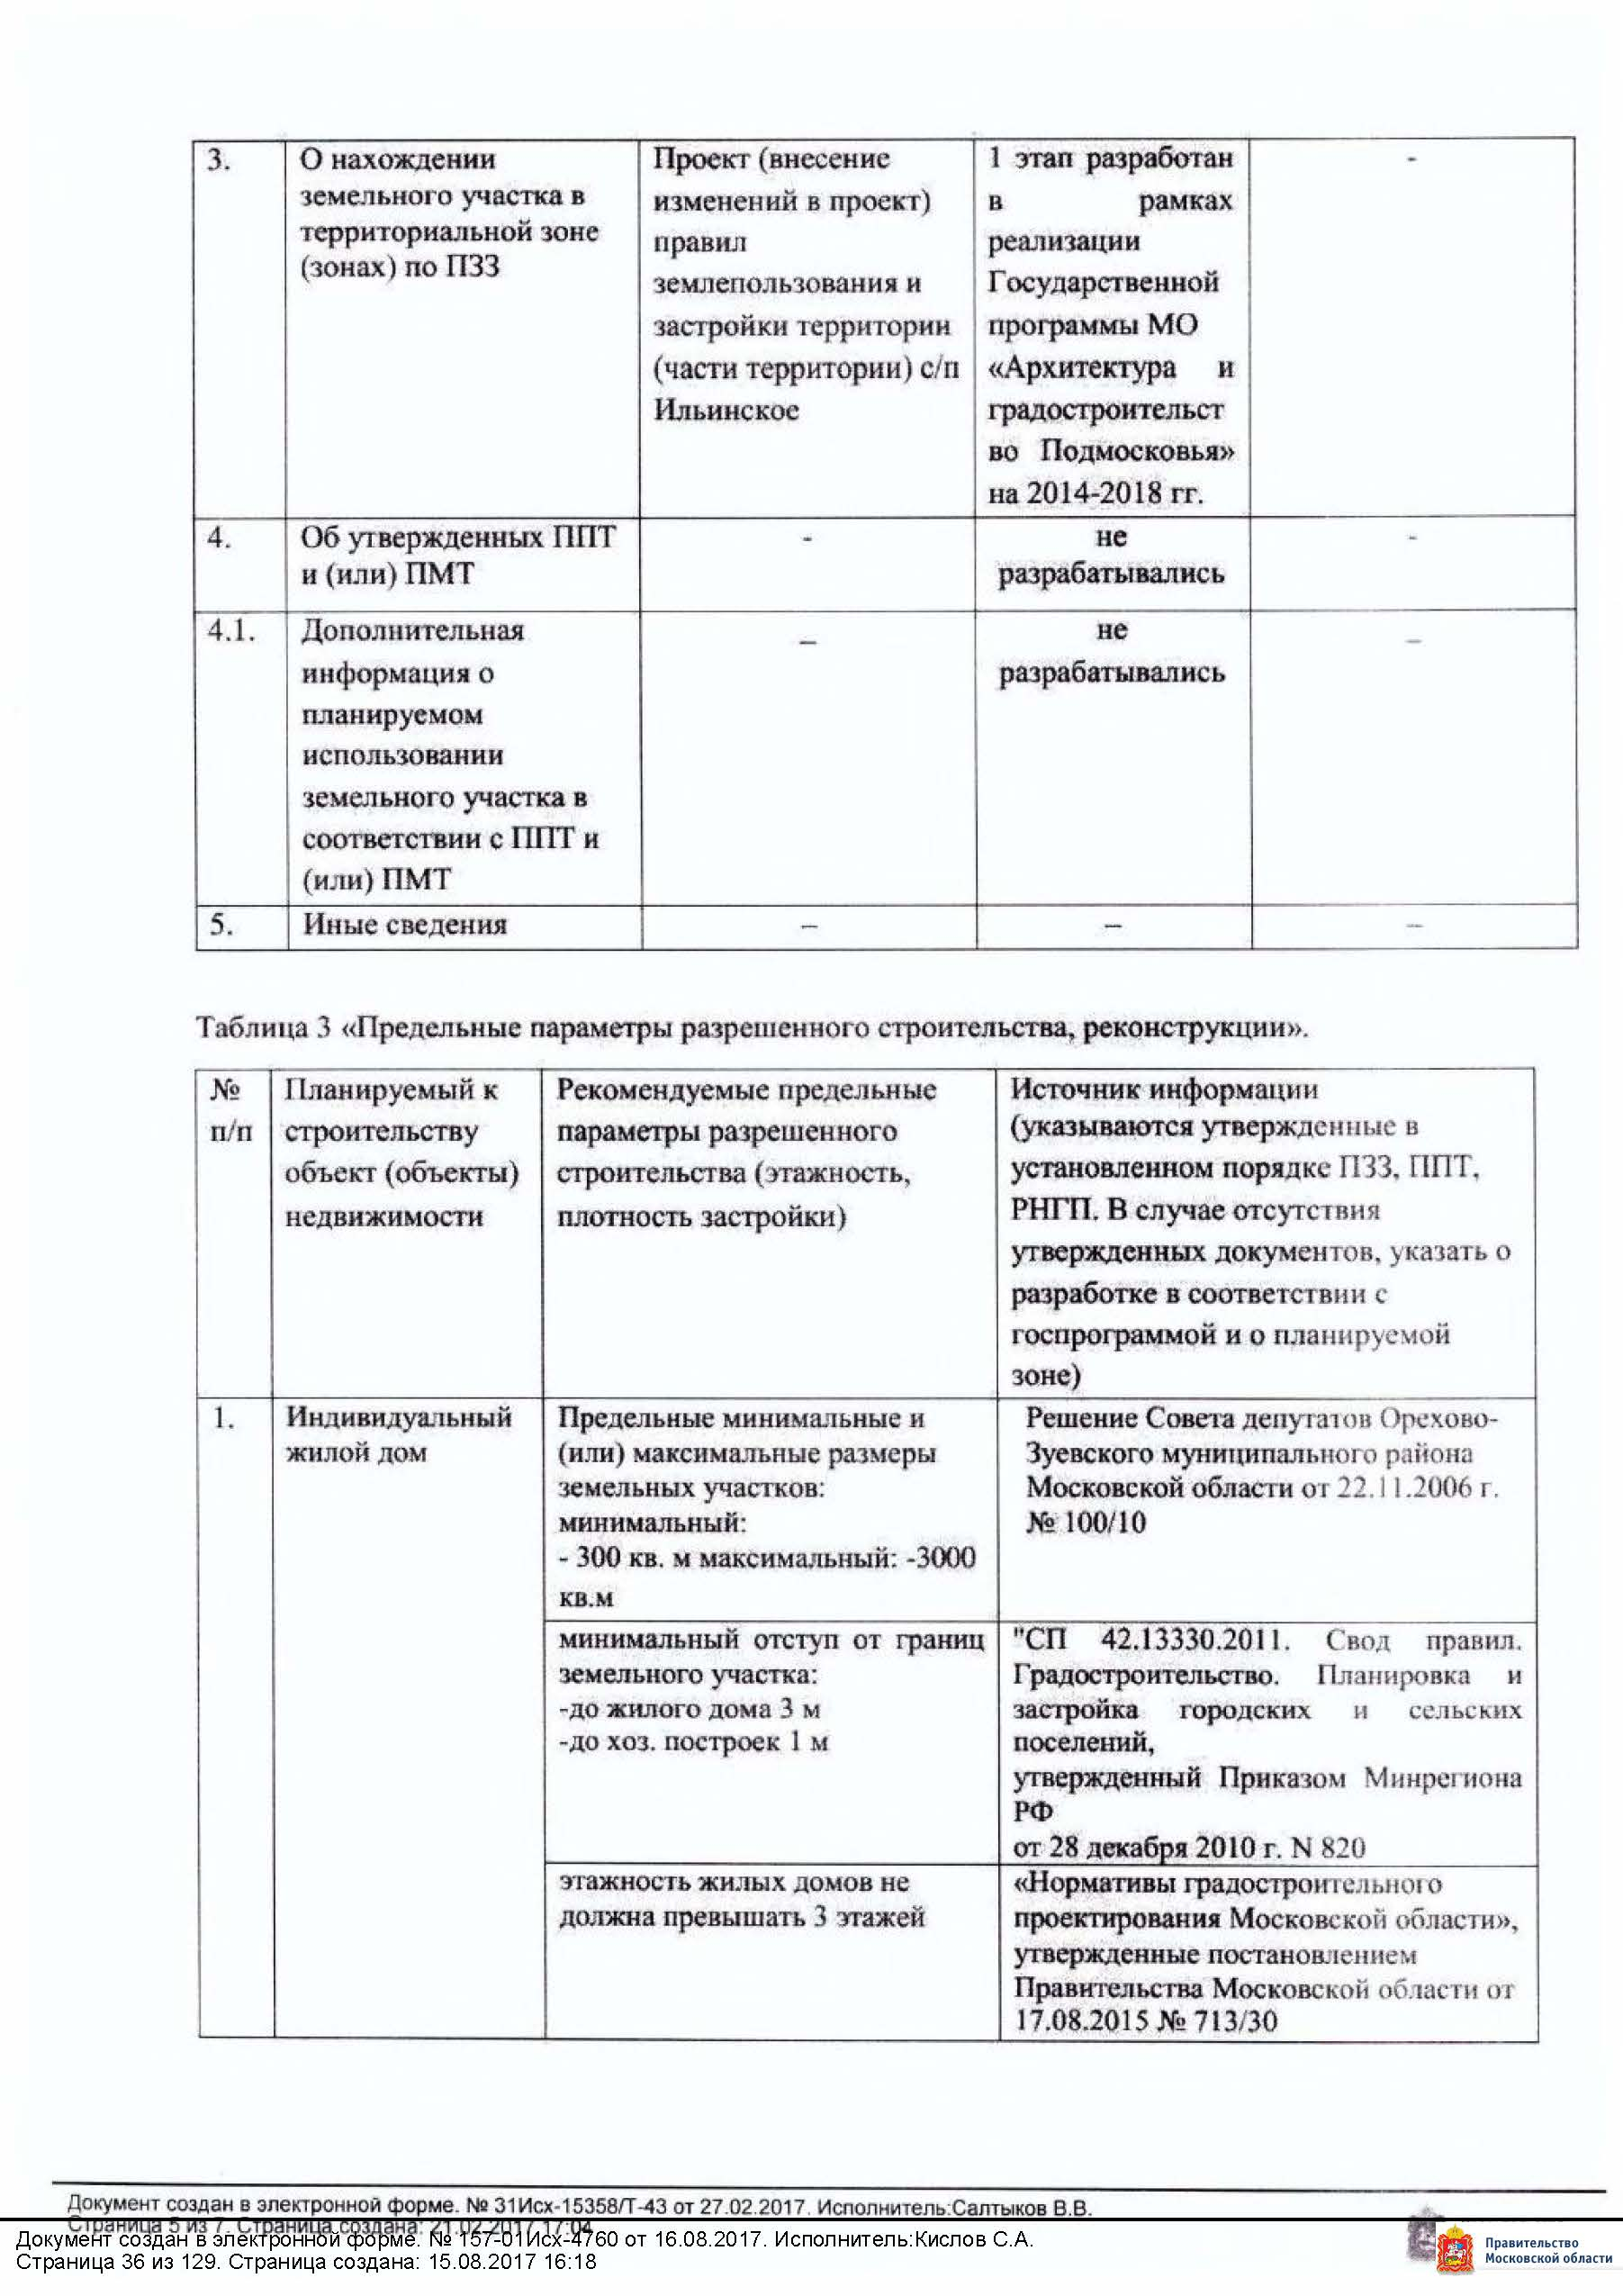 3.
О нахождении
земельного участка в
территориальной зоне
(зонах) по ПЗЗ
Проект (внесение
изменений в проект)
правил
землепользования и
застройки территории
(части территории) с/п
Ильинское
1 этап разработан
в рамках
реализации
Государственной
программы МО
«Архитектура и
градостроительст
во Подмосковья»
на 2014-2018 гг.
-
4.
Об утвержденных ППТ
и (или) ПМТ
-
не
разрабатывались
-
4.1.
Дополнительная
информация о
планируемом
использовании
земельного участка в
соответствии с ППТ и
(или) ПМТ
–
не
разрабатывались
–
5.
Иные сведения
–
–
–
Таблица 3 «Предельные параметры разрешенного строительства, реконструкции».
№
п/п
Планируемый к
строительству
объект (объекты)
недвижимости
Рекомендуемые предельные
параметры разрешенного
строительства (этажность,
плотность застройки)
Источник информации
(указываются утвержденные в
установленном порядке ПЗЗ, ППТ,
РНГП. В случае отсутствия
утвержденных документов, указать о
разработке в соответствии с
госпрограммой и о планируемой
зоне)
1.
Индивидуальный
жилой дом
Предельные минимальные и
(или) максимальные размеры
земельных участков:
минимальный:
- 300 кв. м максимальный: -3000
кв.м
Решение Совета депутатов Орехово-
Зуевского муниципального района
Московской области от 22.11.2006 г.
№ 100/10
минимальный отступ от границ
земельного участка:
-до жилого дома 3 м
-до хоз. построек 1 м
"СП 42.13330.2011. Свод правил.
Градостроительство. Планировка и
застройка городских и сельских
поселений,
утвержденный Приказом Минрегиона
РФ
от 28 декабря 2010 г. N 820
этажность жилых домов не
должна превышать 3 этажей
«Нормативы градостроительного
проектирования Московской области»,
утвержденные постановлением
Правительства Московской области от
17.08.2015 № 713/30
Документ создан в электронной форме. № 31Исх-15358/Т-43 от 27.02.2017. Исполнитель:Салтыков В.В.
Страница 5 из 7. Страница создана: 21.02.2017 17:04
Документ создан в электронной форме. № 157-01Исх-4760 от 16.08.2017. Исполнитель:Кислов С.А.
Страница 36 из 129. Страница создана: 15.08.2017 16:18
Правительство
Московской области